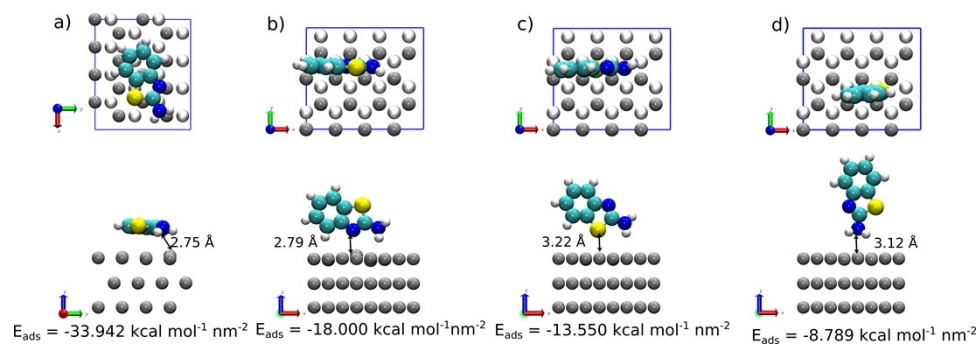 a)
b)
c)
d)
2.75 Å
2.79 Å
3.22 Å
3.12 Å
E_ads = -33.942 kcal mol⁻¹ nm⁻²
E_ads = -18.000 kcal mol⁻¹nm⁻²
E_ads = -13.550 kcal mol⁻¹ nm⁻²
E_ads = -8.789 kcal mol⁻¹ nm⁻²